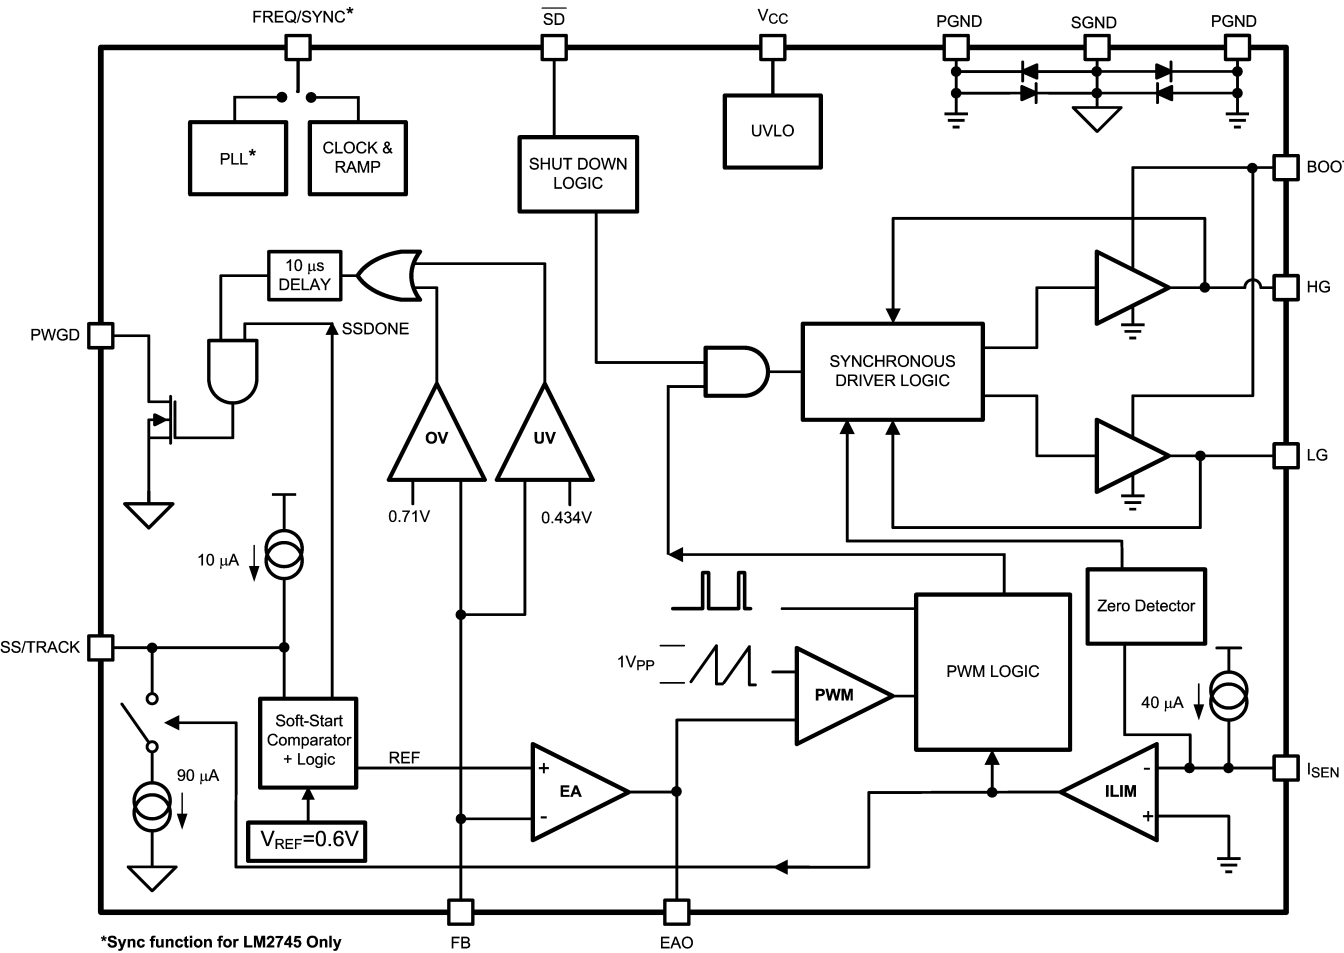 FREQ/SYNC*
SD
VCC
PGND
SGND
PGND
PLL*
CLOCK &
RAMP
SHUT DOWN
LOGIC
UVLO
BOOT
10 μs
DELAY
HG
PWGD
SSDONE
SYNCHRONOUS
DRIVER LOGIC
OV
UV
LG
0.71V
0.434V
10 μA
Zero Detector
SS/TRACK
1VPP
PWM
PWM LOGIC
40 μA
Soft-Start
Comparator
+ Logic
REF
90 μA
+
EA
-
ILIM
-
+
ISEN
VREF=0.6V
*Sync function for LM2745 Only
FB
EAO